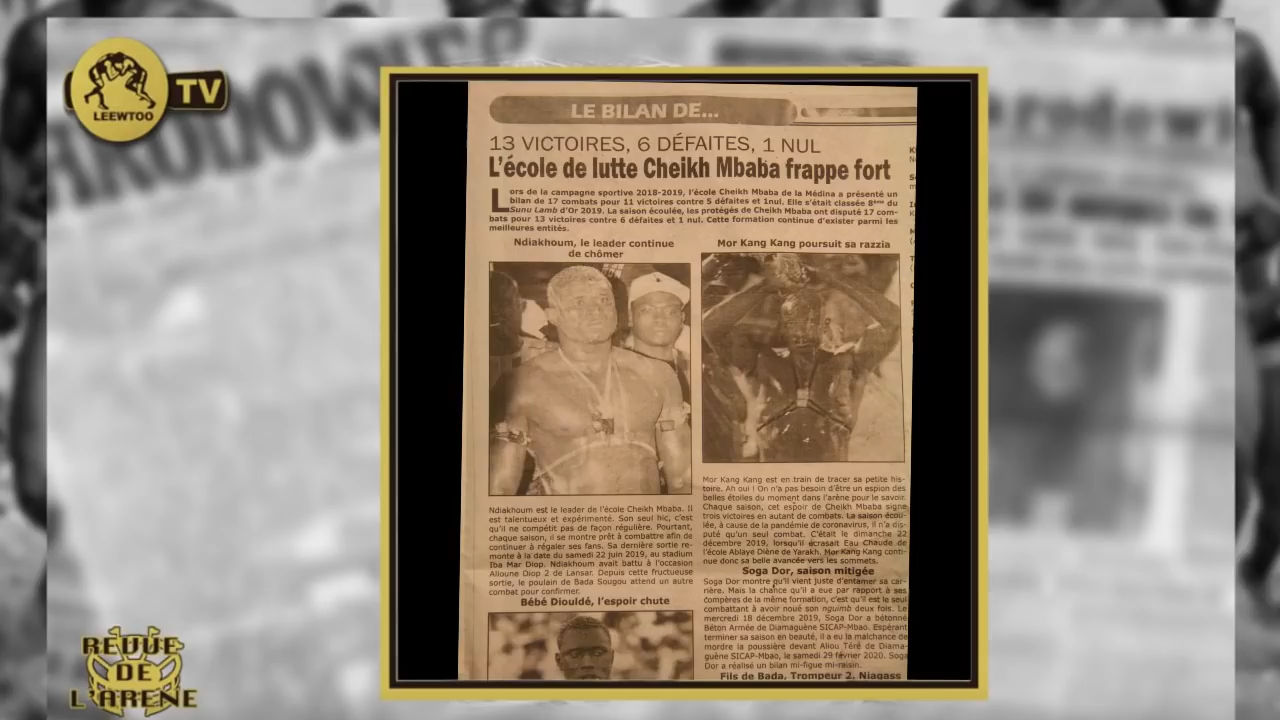 LEEWTOO
TV
LE BILAN DE...
13 VICTOIRES, 6 DÉFAITES, 1 NUL
L'école de lutte Cheikh Mbaba frappe fort
Lors de la campagne sportive 2018-2019, l'école Cheikh Mbaba de la Médina a présenté un
bilan de 17 combats pour 11 victoires contre 5 défaites et 1nul. Elle s'était classée 8ème du
Sunu Lamb d'Or 2019. La saison écoulée, les protégés de Cheikh Mbaba ont disputé 17 com-
bats pour 13 victoires contre 6 défaites et 1 nul. Cette formation continue d'exister parmi les
meilleures entités.
Ndiakhoum, le leader continue
de chômer
Ndiakhoum est le leader de l'école Cheikh Mbaba. Il
est talentueux et expérimenté. Son seul hic, c'est
qu'il ne compétit pas de façon régulière. Pourtant,
chaque saison, il se montre prêt à combattre afin de
continuer à régaler ses fans. Sa dernière sortie re-
monte à la date du samedi 22 juin 2019, au stadium
Iba Mar Diop. Ndiakhoum avait battu à l'occasion
Alioune Diop 2 de Lansar. Depuis cette fructueuse
sortie, le poulain de Bada Sougou attend un autre
combat pour confirmer.
Bébé Diouldé, l'espoir chute
Mor Kang Kang poursuit sa razzia
Mor Kang Kang est en train de tracer sa petite his-
toire. Ah oui ! On n'a pas besoin d'être un espion des
belles étoiles du moment dans l'arène pour le savoir.
Chaque saison, cet espoir de Cheikh Mbaba signe
trois victoires en autant de combats. La saison écou-
lée, à cause de la pandémie de coronavirus, il n'a dis-
puté qu'un seul combat. C'était le dimanche 22
décembre 2019, lorsqu'il écrasait Eau Chaude de
l'école Ablaye Diène de Yarakh. Mor Kang Kang conti-
nue donc sa belle avancée vers les sommets.
Soga Dor, saison mitigée
Soga Dor montre qu'il vient juste d'entamer sa car-
rière. Mais la chance qu'il a eue par rapport à ses
compères de la même formation, c'est qu'il est le seul
combattant à avoir noué son nguimb deux fois. Le
mercredi 18 décembre 2019, Soga Dor a bétonné
Béton Armée de Diamaguène SICAP-Mbao. Espérant
terminer sa saison en beauté, il a eu la malchance de
mordre la poussière devant Aliou Téré de Diama-
guène SICAP-Mbao, le samedi 29 février 2020. Soga
Dor a réalisé un bilan mi-figue mi-raisin.
Fils de Bada, Trompeur 2, Niagass
REVUE
DE
L'ARENE